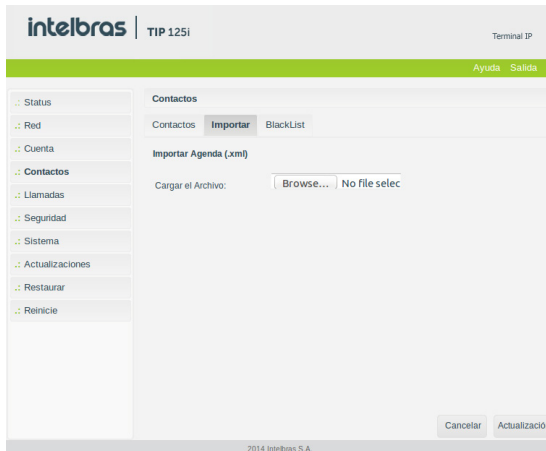 intelbras TIP 125i
Terminal IP
Ayuda Salida
.: Status
.: Red
.: Cuenta
.: Contactos
.: Llamadas
.: Seguridad
.: Sistema
.: Actualizaciones
.: Restaurar
.: Reinicie
Contactos
Contactos Importar BlackList
Importar Agenda (.xml)
Cargar el Archivo: Browse... No file selec
Cancelar Actualizació
2014 Intelbras S.A